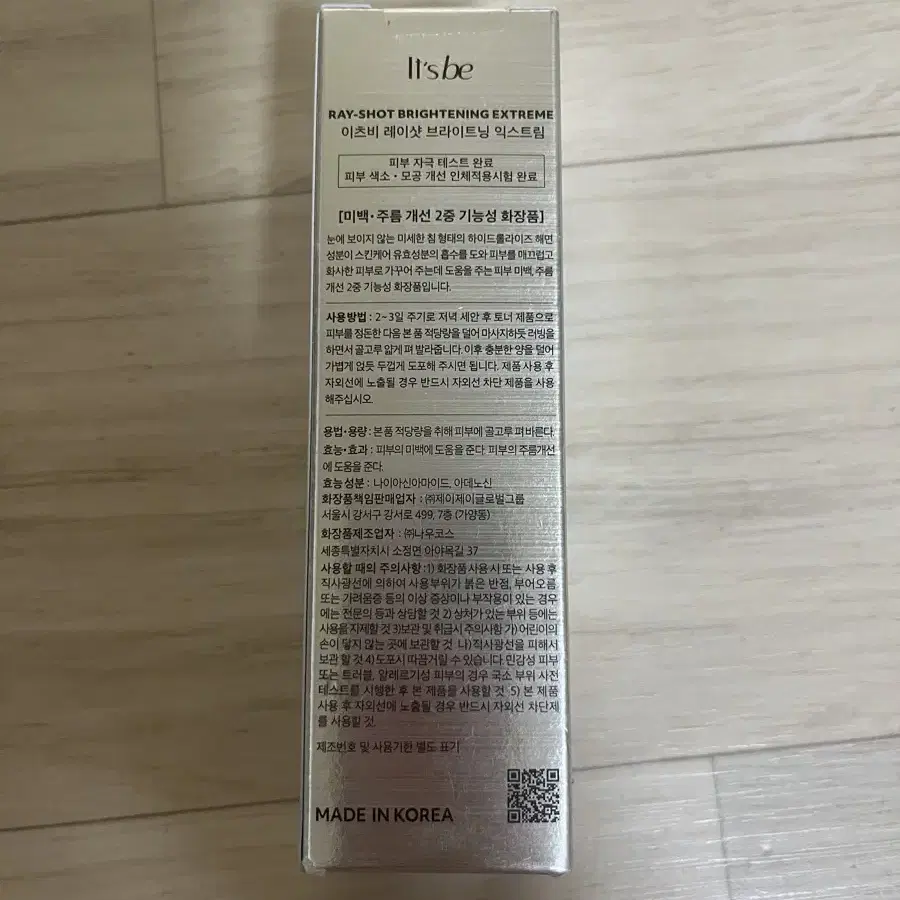 It's be
RAY-SHOT BRIGHTENING EXTREME
이츠비 레이샷 브라이트닝 익스트림
피부 자극 테스트 완료
피부 색소·모공 개선 인체적용시험 완료
[미백·주름 개선 2중 기능성 화장품]
눈에 보이지 않는 미세한 침 형태의 하이드롤라이즈 해면
성분이 스킨케어 유효성분의 흡수를 도와 피부를 매끄럽고
화사한 피부로 가꾸어 주는데 도움을 주는 피부 미백, 주름
개선 2중 기능성 화장품입니다.
사용방법 : 2~3일 주기로 저녁 세안 후 토너 제품으로
피부를 정돈한 다음 본 품 적당량을 덜어 마사지하듯 러빙을
하면서 골고루 얇게 펴 발라줍니다. 이후 충분한 양을 덜어
가볍게 얹듯 두껍게 도포해 주시면 됩니다. 제품 사용 후
자외선에 노출될 경우 반드시 자외선 차단 제품을 사용
해주십시오.
용법·용량 : 본품 적당량을 취해 피부에 골고루 펴 바른다.
효능·효과 : 피부의 미백에 도움을 준다. 피부의 주름개선
에 도움을 준다.
효능성분 : 나이아신아마이드, 아데노신
화장품책임판매업자 : ㈜제이제이글로벌그룹
서울시 강서구 강서로 499, 7층 (가양동)
화장품제조업자 : ㈜나우코스
세종특별자치시 소정면 아야목길 37
사용할 때의 주의사항 :1) 화장품 사용 시 또는 사용 후
직사광선에 의하여 사용부위가 붉은 반점, 부어오름
또는 가려움증 등의 이상 증상이나 부작용이 있는 경우
에는 전문의 등과 상담할 것 2) 상처가 있는 부위 등에는
사용을 자제할 것 3)보관 및 취급시 주의사항 가) 어린이의
손이 닿지 않는 곳에 보관할 것 나)직사광선을 피해서
보관 할 것 4)도포시 따끔거릴 수 있습니다. 민감성 피부
또는 트러블, 알레르기성 피부의 경우 국소 부위 사전
테스트를 시행한 후 본 제품을 사용할 것 5) 본 제품
사용 후 자외선에 노출될 경우 반드시 자외선 차단제
를 사용할 것.
제조번호 및 사용기한 별도 표기
MADE IN KOREA